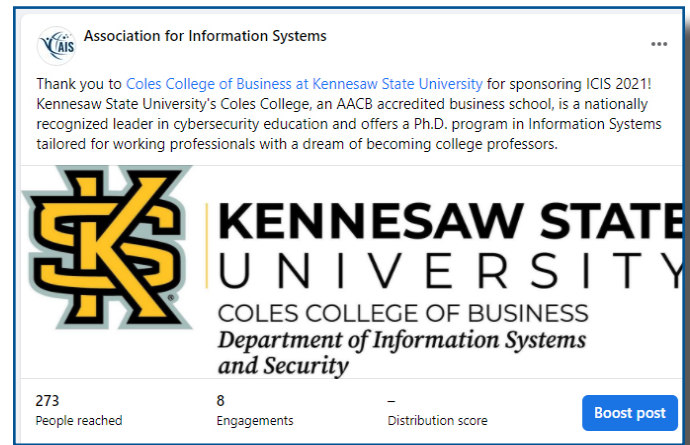 AIS
Association for Information Systems
Thank you to Coles College of Business at Kennesaw State University for sponsoring ICIS 2021!
Kennesaw State University's Coles College, an AACB accredited business school, is a nationally
recognized leader in cybersecurity education and offers a Ph.D. program in Information Systems
tailored for working professionals with a dream of becoming college professors.
KS
KENNESAW STATE
UNIVERSITY
COLES COLLEGE OF BUSINESS
Department of Information Systems
and Security
273
People reached
8
Engagements
–
Distribution score
Boost post